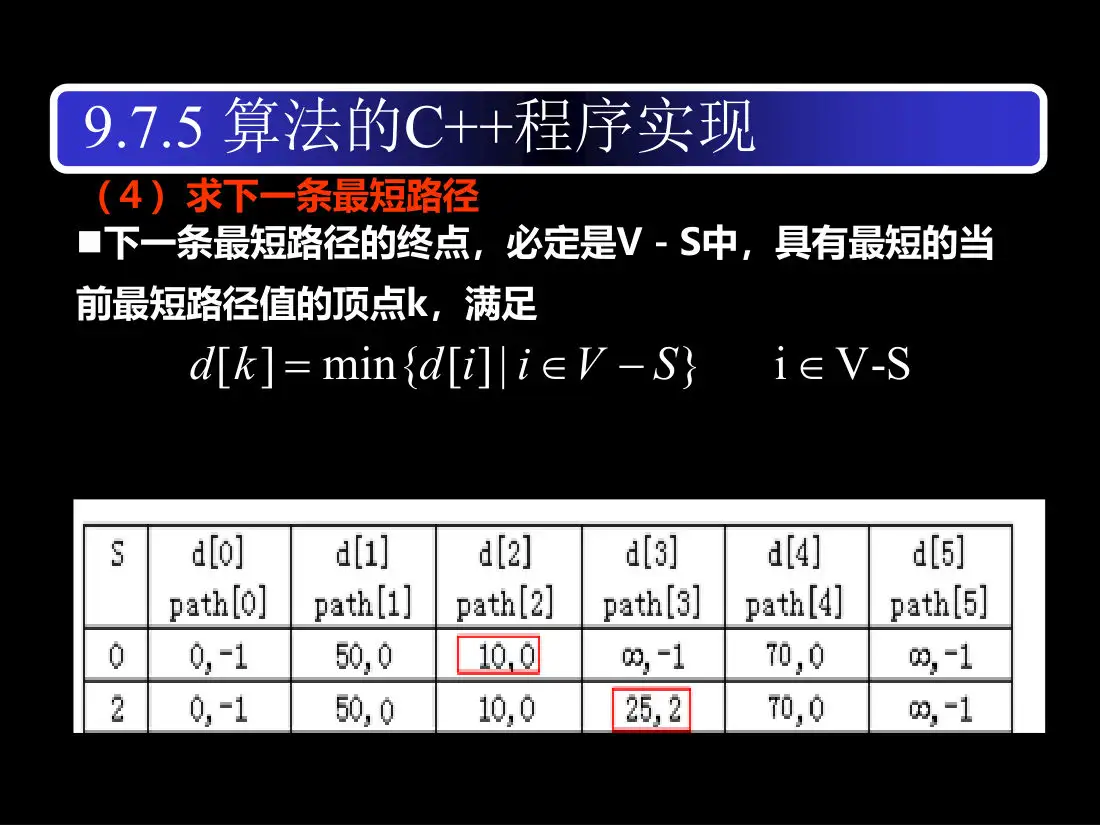 9.7.5 算法的C++程序实现
（4）求下一条最短路径
■下一条最短路径的终点，必定是V－S中，具有最短的当
前最短路径值的顶点k，满足
d[k]=min{d[i]|i∈V−S} i∈V-S
S d[0] d[1] d[2] d[3] d[4] d[5]
path[0] path[1] path[2] path[3] path[4] path[5]
0 0,-1 50,0 10,0 ∞,-1 70,0 ∞,-1
2 0,-1 50,0 10,0 25,2 70,0 ∞,-1